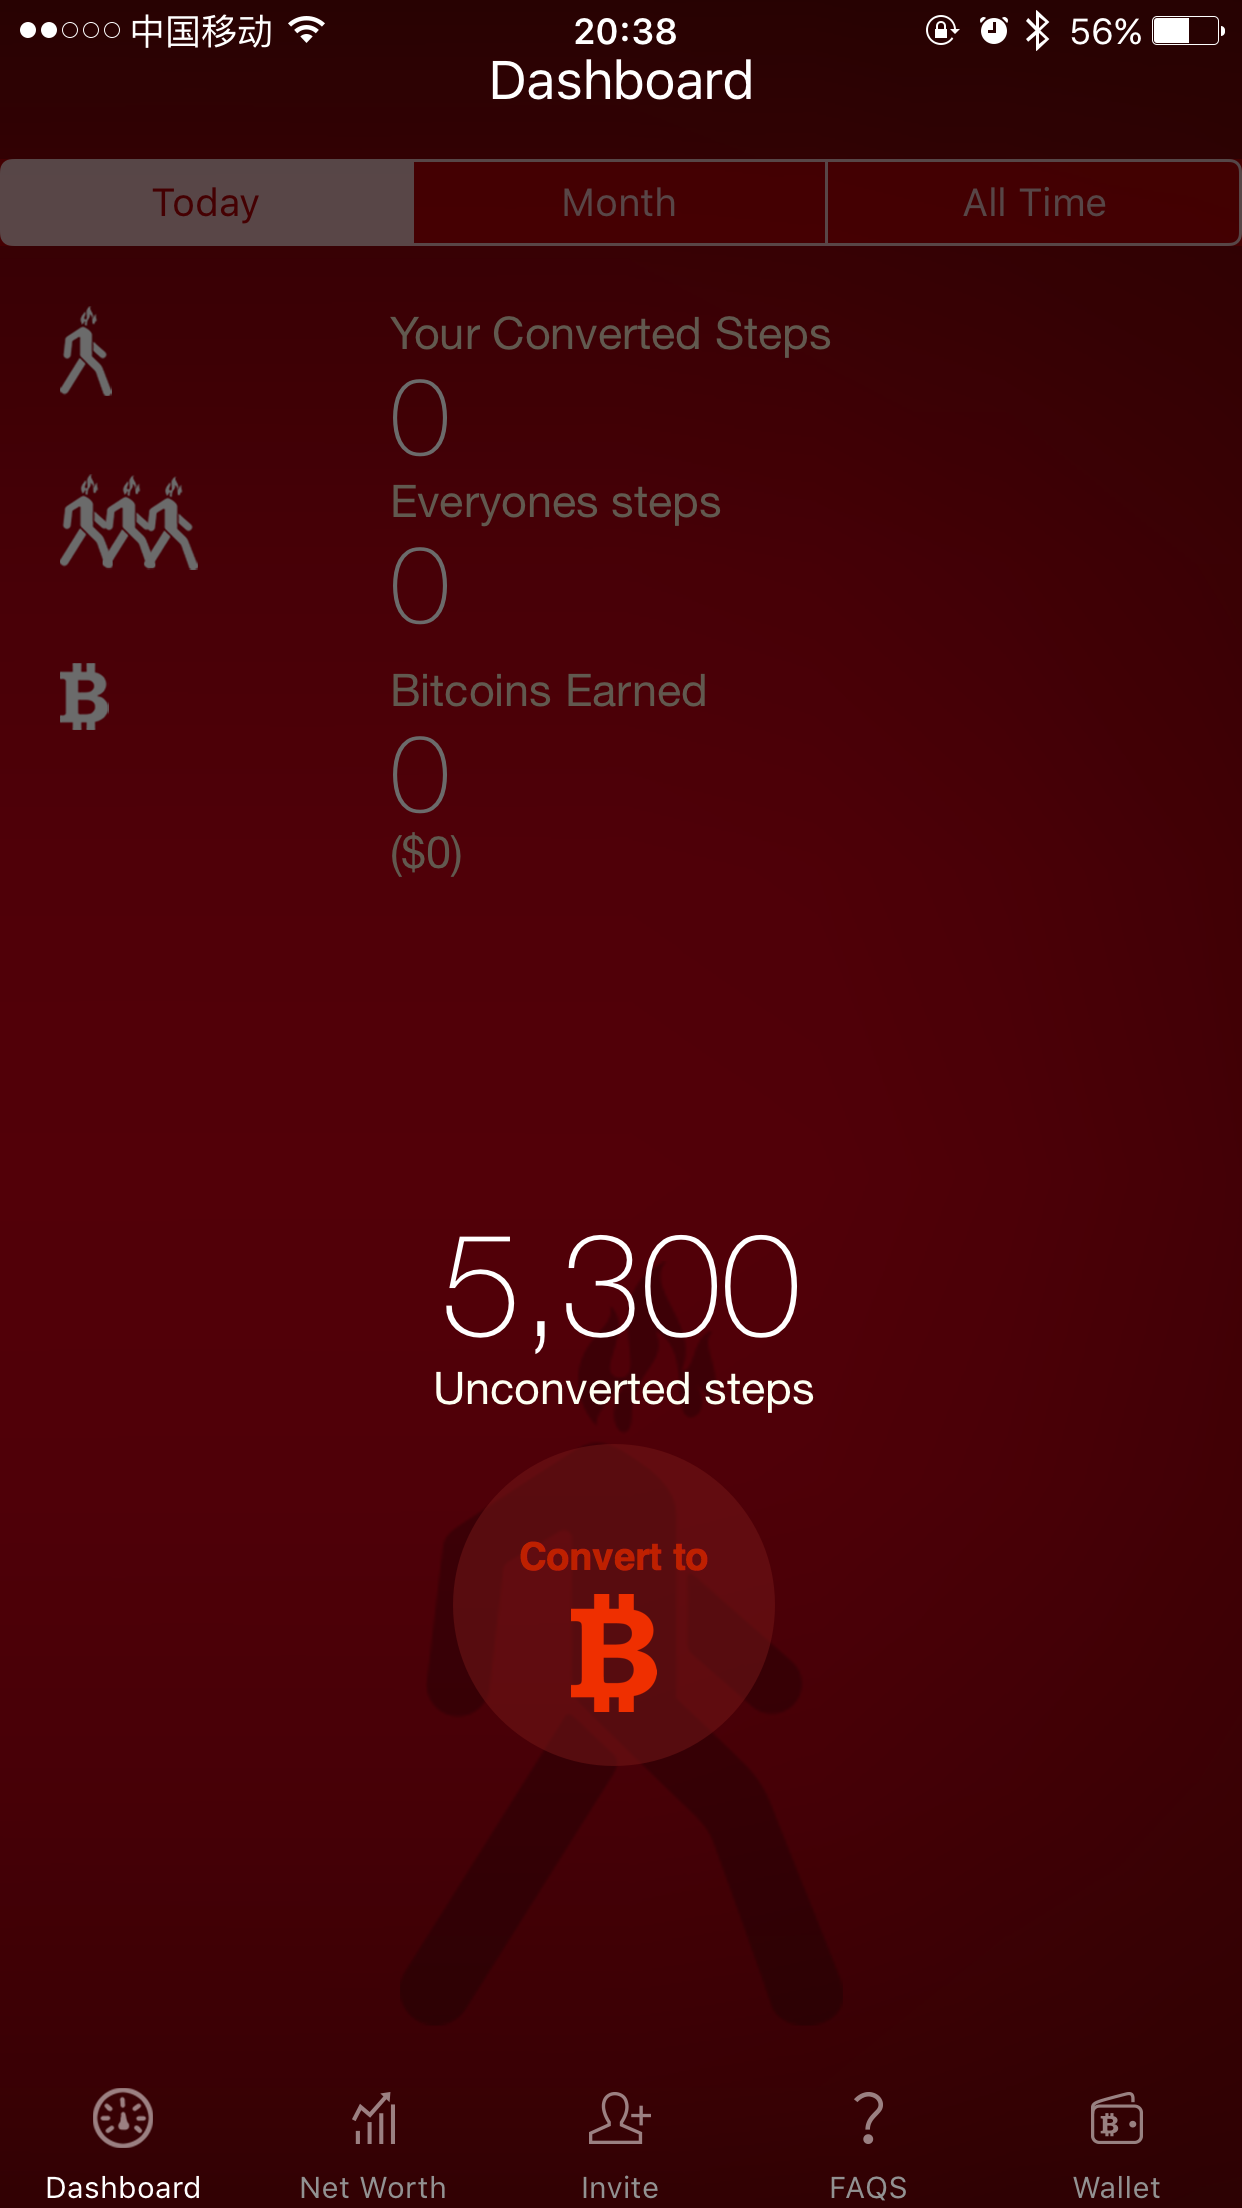 中国移动 20:38 56%
Dashboard
Today Month All Time
Your Converted Steps
0
Everyones steps
0
Bitcoins Earned
0
($0)
5,300
Unconverted steps
Convert to
Dashboard Net Worth Invite FAQS Wallet